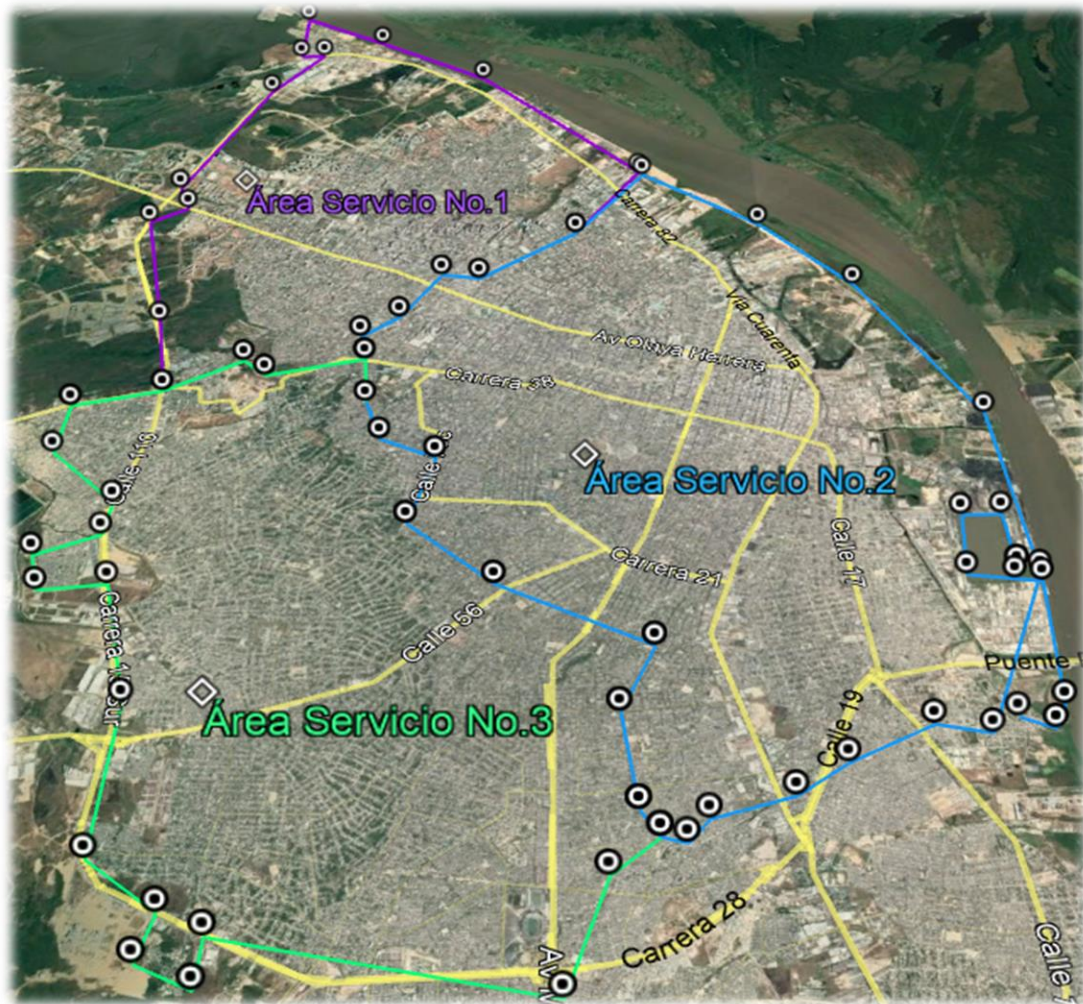 Área Servicio No.1
Carrera 82
Vía Cuarenta
Av Olaya Herrera
Carrera 38
Calle 110
Área Servicio No.2
Calle 17
Carrera 21
Calle 56
Puente
Área Servicio No.3
Calle 19
Carrera 28
Calle